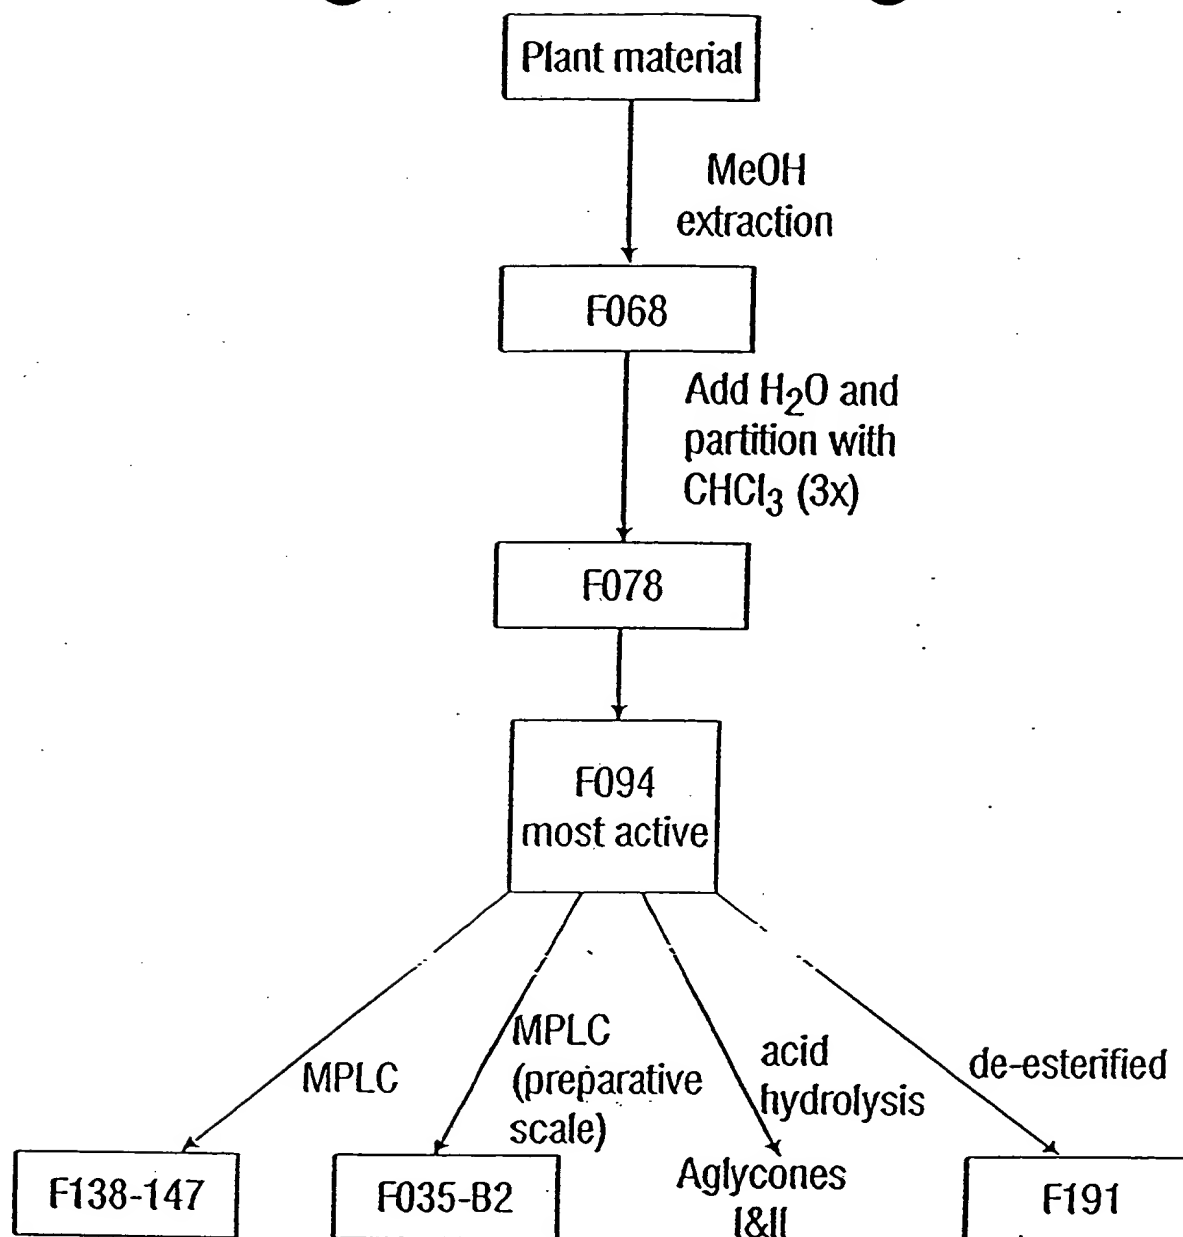 Plant material
MeOH
extraction
F068
Add H₂O and
partition with
CHCl₃ (3x)
F078
F094
most active
MPLC
MPLC
(preparative
scale)
acid
hydrolysis
de-esterified
F138-147
F035-B2
Aglycones
I&II
F191